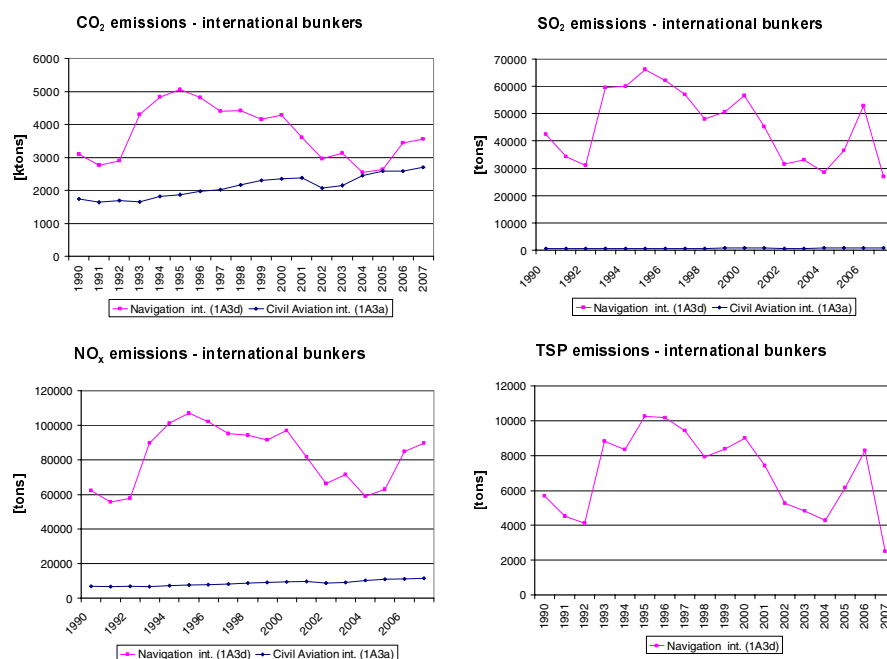 CO2 emissions - international bunkers
[ktons]
6000
5000
4000
3000
2000
1000
0
1990 1991 1992 1993 1994 1995 1996 1997 1998 1999 2000 2001 2002 2003 2004 2005 2006 2007
Navigation int. (1A3d) Civil Aviation int. (1A3a)
SO2 emissions - international bunkers
[tons]
70000
60000
50000
40000
30000
20000
10000
0
1990 1992 1994 1996 1998 2000 2002 2004 2006
Navigation int. (1A3d) Civil Aviation int. (1A3a)
NOx emissions - international bunkers
[tons]
120000
100000
80000
60000
40000
20000
0
1990 1992 1994 1996 1998 2000 2002 2004 2006
Navigation int. (1A3d) Civil Aviation int. (1A3a)
TSP emissions - international bunkers
[tons]
12000
10000
8000
6000
4000
2000
0
1990 1991 1992 1993 1994 1995 1996 1997 1998 1999 2000 2001 2002 2003 2004 2005 2006 2007
Navigation int. (1A3d)